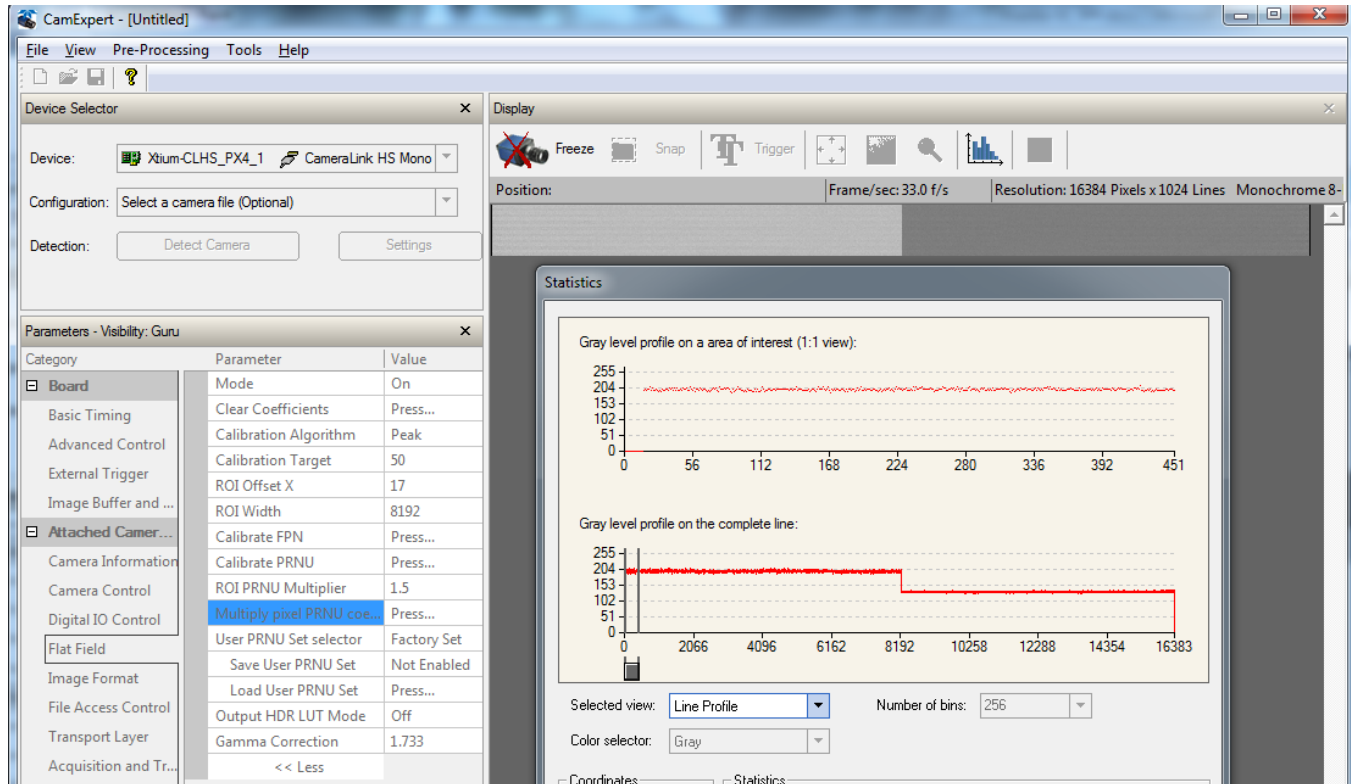 CamExpert - [Untitled]
File View Pre-Processing Tools Help
Device Selector
Device: Xtium-CLHS_PX4_1 CameraLink HS Mono
Configuration: Select a camera file (Optional)
Detection: Detect Camera Settings
Parameters - Visibility: Guru
Category Parameter Value
Board
Basic Timing
Advanced Control
External Trigger
Image Buffer and ...
Attached Camer...
Camera Information
Camera Control
Digital IO Control
Flat Field
Image Format
File Access Control
Transport Layer
Acquisition and Tr...
Mode On
Clear Coefficients Press...
Calibration Algorithm Peak
Calibration Target 50
ROI Offset X 17
ROI Width 8192
Calibrate FPN Press...
Calibrate PRNU Press...
ROI PRNU Multiplier 1.5
Multiply pixel PRNU coe... Press...
User PRNU Set selector Factory Set
Save User PRNU Set Not Enabled
Load User PRNU Set Press...
Output HDR LUT Mode Off
Gamma Correction 1.733
<< Less
Display
Freeze Snap Trigger
Position: Frame/sec: 33.0 f/s Resolution: 16384 Pixels x 1024 Lines Monochrome 8-
Statistics
Gray level profile on a area of interest (1:1 view):
255
204
153
102
51
0
0 56 112 168 224 280 336 392 451
Gray level profile on the complete line:
255
204
153
102
51
0
0 2066 4096 6162 8192 10258 12288 14354 16383
Selected view: Line Profile Number of bins: 256
Color selector: Gray
Coordinates Statistics